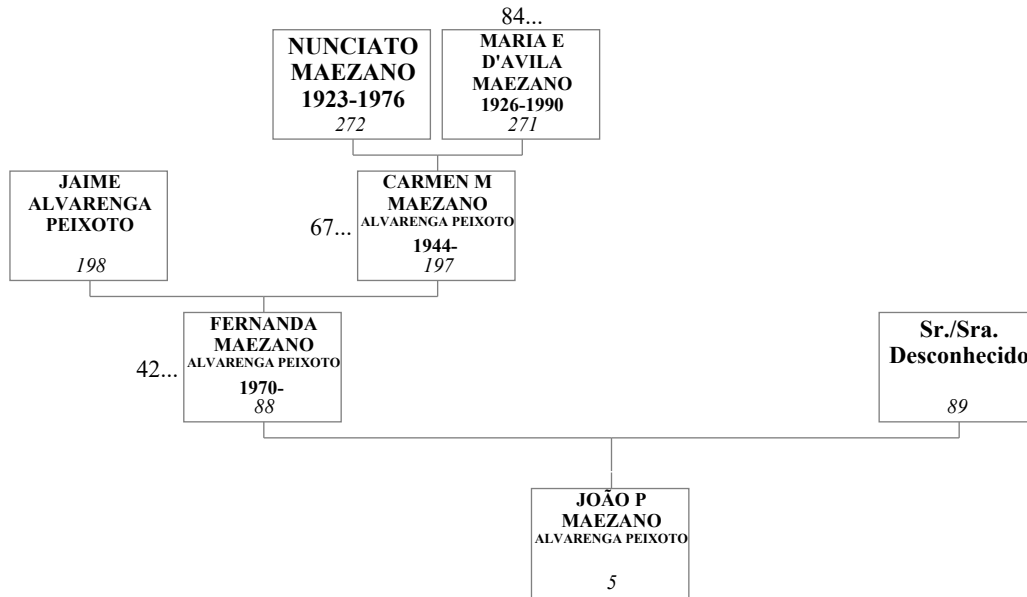 84...
NUNCIATO
MAEZANO
1923-1976
272
MARIA E
D'AVILA
MAEZANO
1926-1990
271
JAIME
ALVARENGA
PEIXOTO
198
67...
CARMEN M
MAEZANO
ALVARENGA PEIXOTO
1944-
197
42...
FERNANDA
MAEZANO
ALVARENGA PEIXOTO
1970-
88
Sr./Sra.
Desconhecido
89
JOÃO P
MAEZANO
ALVARENGA PEIXOTO
5